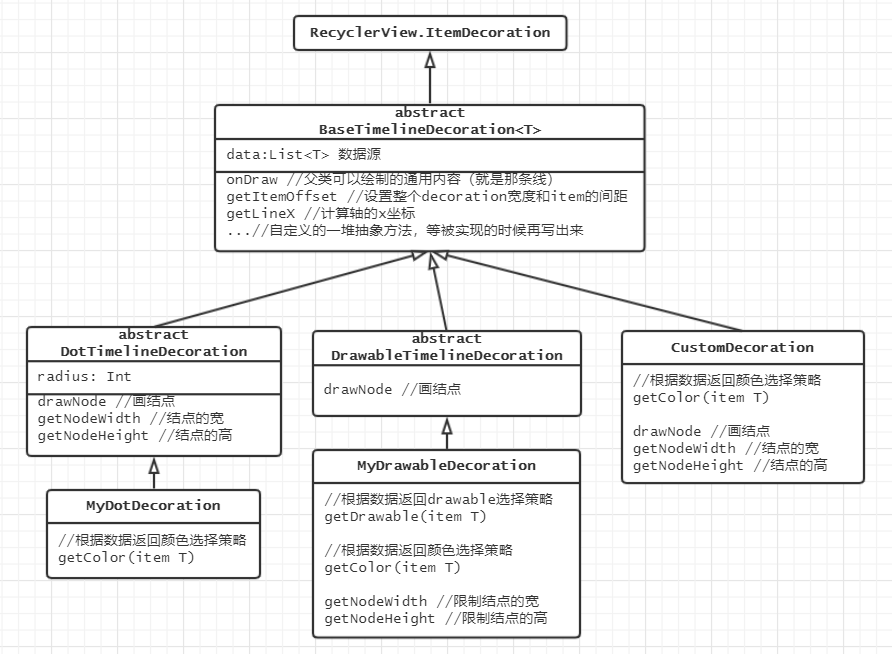 RecyclerView.ItemDecoration
abstract
BaseTimelineDecoration<T>
data:List<T> 数据源
onDraw //父类可以绘制的通用内容（就是那条线）
getItemOffset //设置整个decoration宽度和item的间距
getLineX //计算轴的x坐标
...//自定义的一堆抽象方法，等被实现的时候再写出来
abstract
DotTimelineDecoration
radius: Int
drawNode //画结点
getNodeWidth //结点的宽
getNodeHeight //结点的高
MyDotDecoration
//根据数据返回颜色选择策略
getColor(item T)
abstract
DrawableTimelineDecoration
drawNode //画结点
MyDrawableDecoration
//根据数据返回drawable选择策略
getDrawable(item T)
//根据数据返回颜色选择策略
getColor(item T)
getNodeWidth //限制结点的宽
getNodeHeight //限制结点的高
CustomDecoration
//根据数据返回颜色选择策略
getColor(item T)
drawNode //画结点
getNodeWidth //结点的宽
getNodeHeight //结点的高